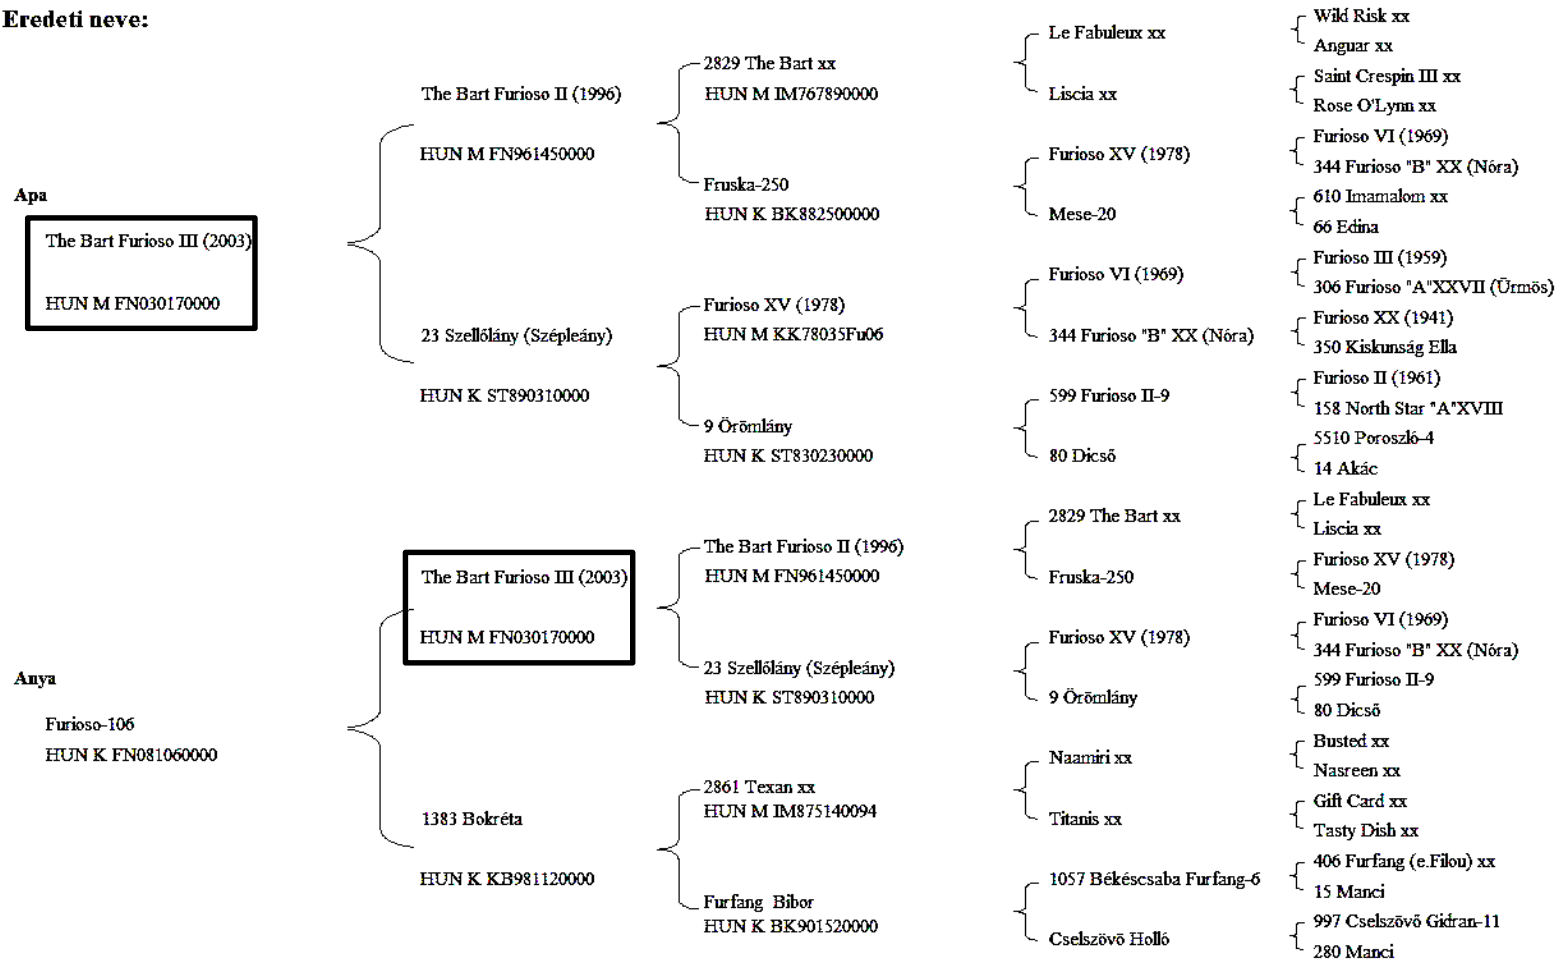 Eredeti neve:
Apa
The Bart Furioso III (2003)
HUN M FN030170000
The Bart Furioso II (1996)
HUN M FN961450000
23 Szellőlány (Szépleány)
HUN K ST890310000
2829 The Bart xx
HUN M IM767890000
Fruska-250
HUN K BK882500000
Furioso XV (1978)
HUN M KK78035Fu06
9 Örömlány
HUN K ST830230000
Le Fabuleux xx
Liscia xx
Furioso XV (1978)
Mese-20
Furioso VI (1969)
344 Furioso "B" XX (Nóra)
599 Furioso II-9
80 Dicső
Wild Risk xx
Anguar xx
Saint Crespin III xx
Rose O'Lynn xx
Furioso VI (1969)
344 Furioso "B" XX (Nóra)
610 Imamalom xx
66 Edina
Furioso III (1959)
306 Furioso "A"XXVII (Ürmös)
Furioso XX (1941)
350 Kiskunság Ella
Furioso II (1961)
158 North Star "A"XVIII
5510 Poroszló-4
14 Akác
Anya
Furioso-106
HUN K FN081060000
The Bart Furioso III (2003)
HUN M FN030170000
1383 Bokréta
HUN K KB981120000
The Bart Furioso II (1996)
HUN M FN961450000
23 Szellőlány (Szépleány)
HUN K ST890310000
2861 Texan xx
HUN M IM875140094
Furfang Bibor
HUN K BK901520000
2829 The Bart xx
Fruska-250
Furioso XV (1978)
9 Örömlány
Naamiri xx
Titanis xx
1057 Békéscsaba Furfang-6
Cselszövő Holló
Le Fabuleux xx
Liscia xx
Furioso XV (1978)
Mese-20
Furioso VI (1969)
344 Furioso "B" XX (Nóra)
599 Furioso II-9
80 Dicső
Busted xx
Nasreen xx
Gift Card xx
Tasty Dish xx
406 Furfang (e.Filou) xx
15 Manci
997 Cselszövő Gidran-11
280 Manci